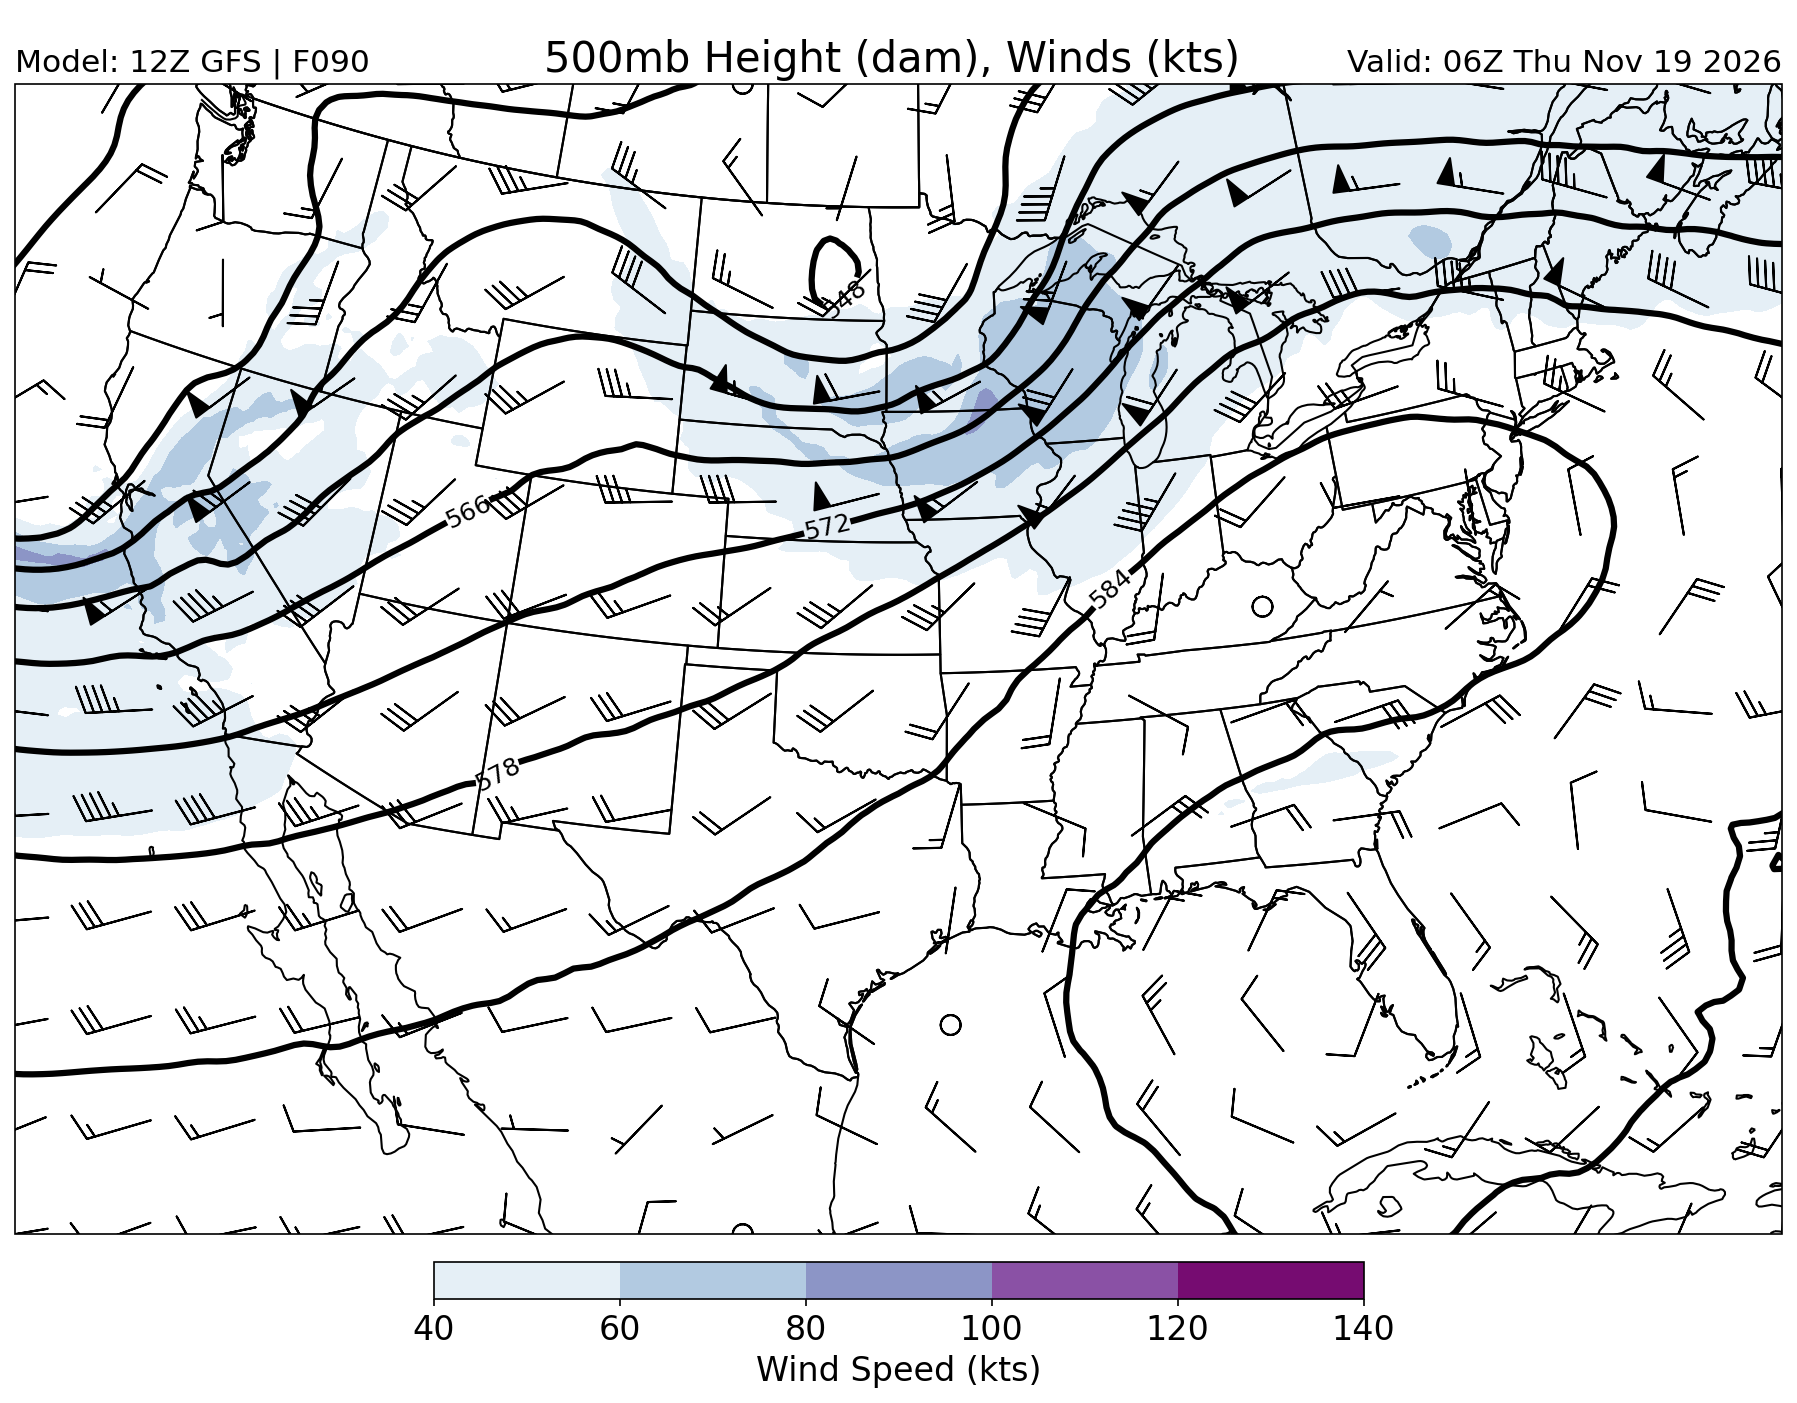 Model: 12Z GFS | F090
500mb Height (dam), Winds (kts)
Valid: 06Z Thu Nov 19 2026
548
566
572
584
578
40 60 80 100 120 140
Wind Speed (kts)